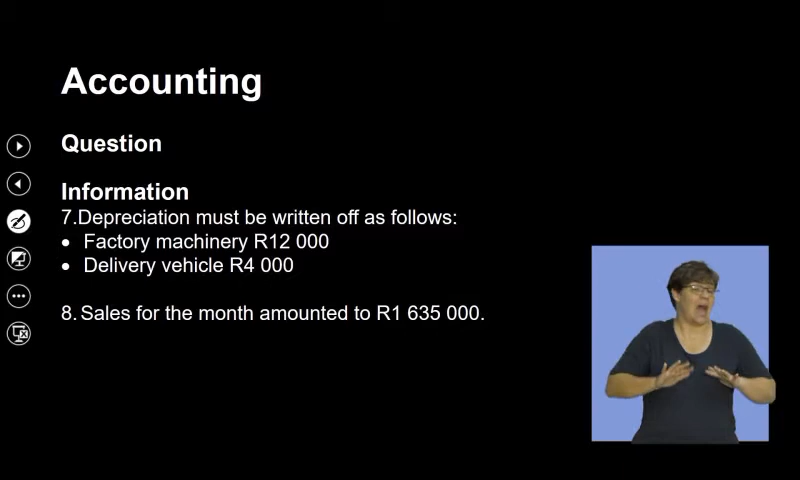 Accounting
Question
Information
7.Depreciation must be written off as follows:
• Factory machinery R12 000
• Delivery vehicle R4 000
8. Sales for the month amounted to R1 635 000.